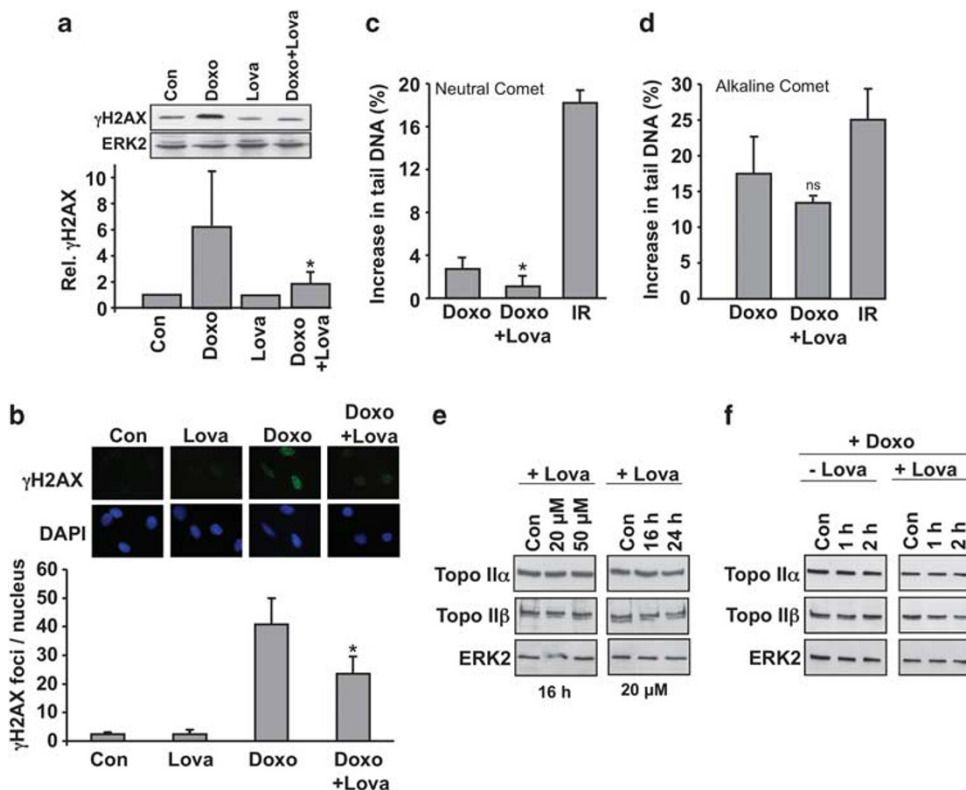 a
Con
Doxo
Lova
Doxo+Lova
γH2AX
ERK2
Rel. γH2AX
10
8
6
4
2
0
Con
Doxo
Lova
Doxo
+Lova
*
b
Con
Lova
Doxo
Doxo
+Lova
γH2AX
DAPI
γH2AX foci / nucleus
60
50
40
30
20
10
0
*
Con
Lova
Doxo
Doxo
+Lova
c
Neutral Comet
Increase in tail DNA (%)
20
16
12
8
4
0
*
Doxo
Doxo
+Lova
IR
d
Alkaline Comet
Increase in tail DNA (%)
30
25
20
15
10
5
0
ns
Doxo
Doxo
+Lova
IR
e
+ Lova
+ Lova
Con
20 µM
50 µM
Con
16 h
24 h
Topo IIα
Topo IIβ
ERK2
16 h
20 µM
f
+ Doxo
- Lova
+ Lova
Con
1 h
2 h
Con
1 h
2 h
Topo IIα
Topo IIβ
ERK2